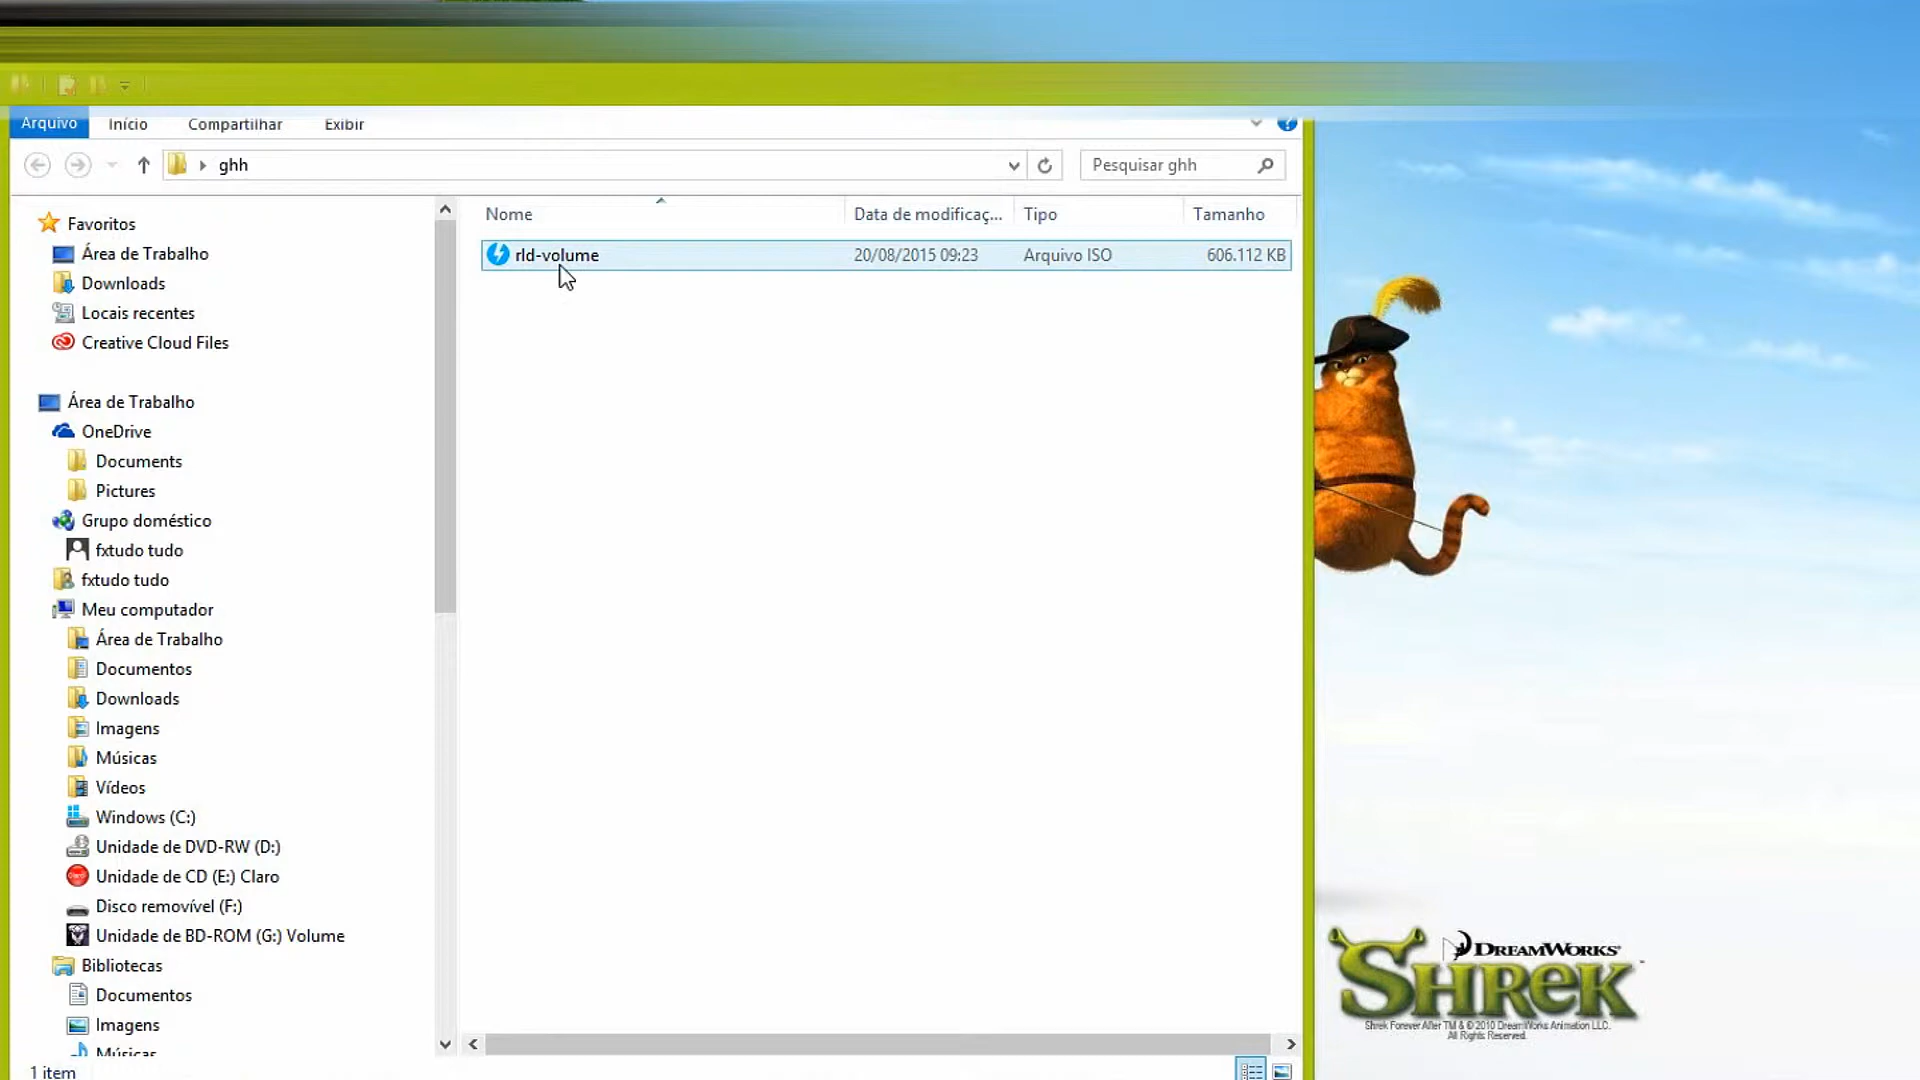 Arquivo Início Compartilhar Exibir
ghh
Pesquisar ghh
Nome Data de modificaç... Tipo Tamanho
rld-volume 20/08/2015 09:23 Arquivo ISO 606.112 KB
Favoritos
Área de Trabalho
Downloads
Locais recentes
Creative Cloud Files
Área de Trabalho
OneDrive
Documents
Pictures
Grupo doméstico
fxtudo tudo
fxtudo tudo
Meu computador
Área de Trabalho
Documentos
Downloads
Imagens
Músicas
Vídeos
Windows (C:)
Unidade de DVD-RW (D:)
Unidade de CD (E:) Claro
Disco removível (F:)
Unidade de BD-ROM (G:) Volume
Bibliotecas
Documentos
Imagens
Músicas
1 item
DREAMWORKS
SHREK
Shrek Forever After TM & © 2010 DreamWorks Animation LLC.
All Rights Reserved.